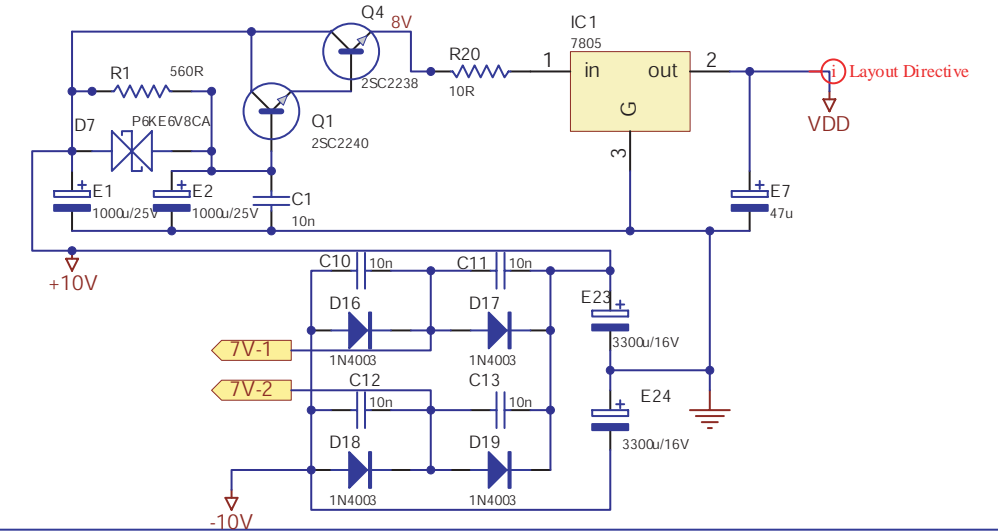 Q4
8V
IC1
7805
R20
10R
1
in
out
2
G
3
i
Layout Directive
VDD
R1
560R
2SC2238
D7
P6KE6V8CA
Q1
2SC2240
E1
1000u/25V
E2
1000u/25V
C1
10n
E7
47u
+10V
C10
10n
C11
10n
D16
1N4003
D17
1N4003
E23
3300u/16V
7V-1
7V-2
C12
10n
C13
10n
D18
1N4003
D19
1N4003
E24
3300u/16V
-10V